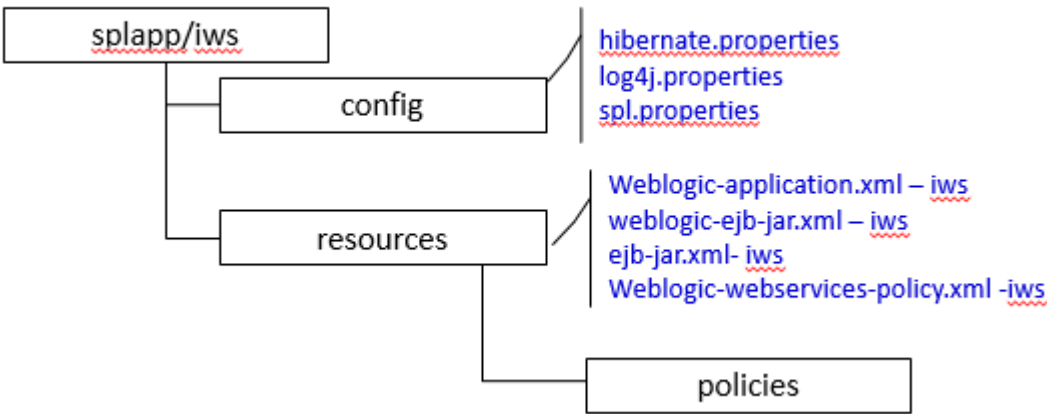 splapp/iws
config
hibernate.properties
log4j.properties
spl.properties
resources
Weblogic-application.xml – iws
weblogic-ejb-jar.xml – iws
ejb-jar.xml- iws
Weblogic-webservices-policy.xml -iws
policies